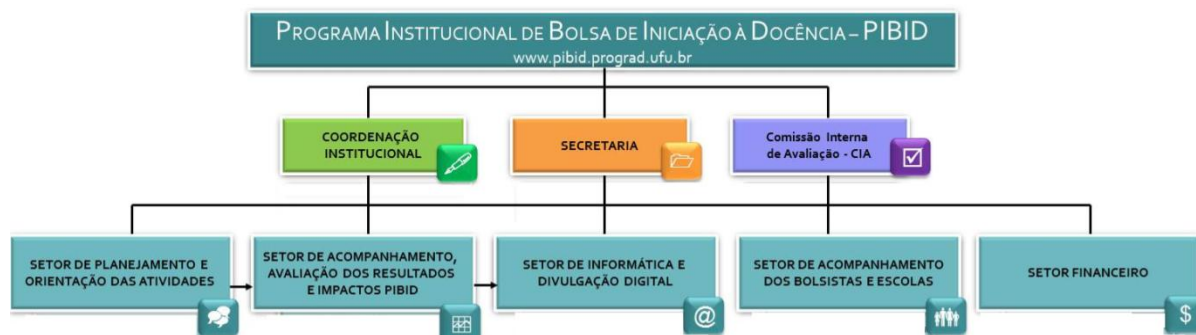 PROGRAMA INSTITUCIONAL DE BOLSA DE INICIAÇÃO À DOCÊNCIA – PIBID
www.pibid.prograd.ufu.br
COORDENAÇÃO
INSTITUCIONAL
SECRETARIA
Comissão Interna
de Avaliação - CIA
SETOR DE PLANEJAMENTO E
ORIENTAÇÃO DAS ATIVIDADES
SETOR DE ACOMPANHAMENTO,
AVALIAÇÃO DOS RESULTADOS
E IMPACTOS PIBID
SETOR DE INFORMÁTICA E
DIVULGAÇÃO DIGITAL
@
SETOR DE ACOMPANHAMENTO
DOS BOLSISTAS E ESCOLAS
SETOR FINANCEIRO
$